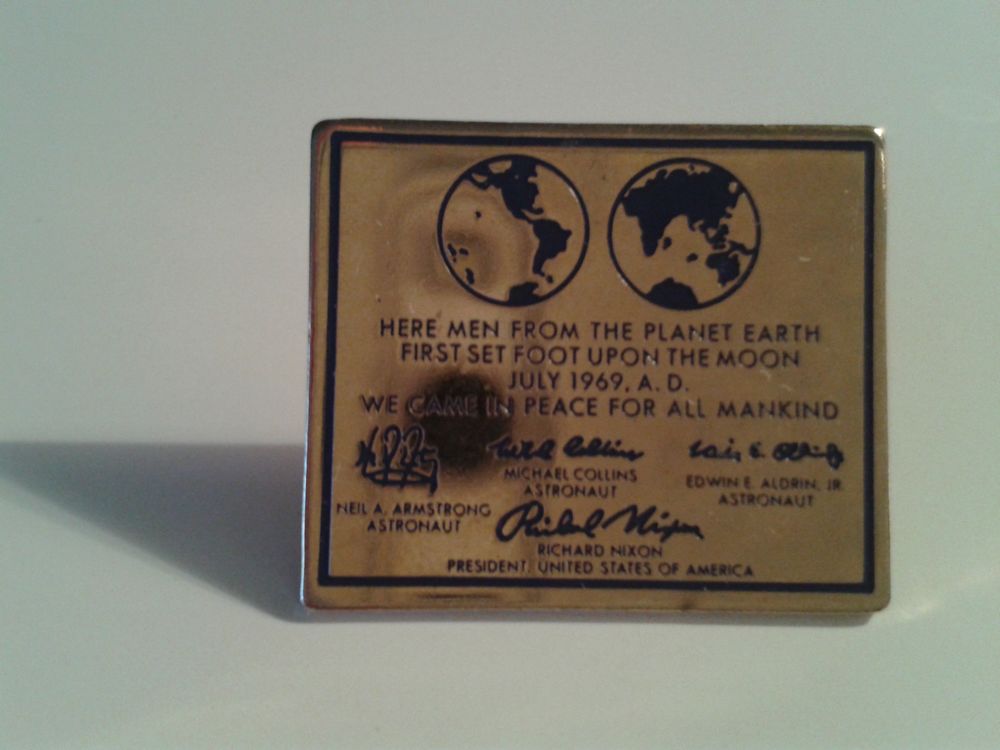 HERE MEN FROM THE PLANET EARTH
FIRST SET FOOT UPON THE MOON
JULY 1969, A. D.
WE CAME IN PEACE FOR ALL MANKIND
MICHAEL COLLINS
ASTRONAUT
EDWIN E. ALDRIN, JR.
ASTRONAUT
NEIL A. ARMSTRONG
ASTRONAUT
Richard Nixon
RICHARD NIXON
PRESIDENT, UNITED STATES OF AMERICA